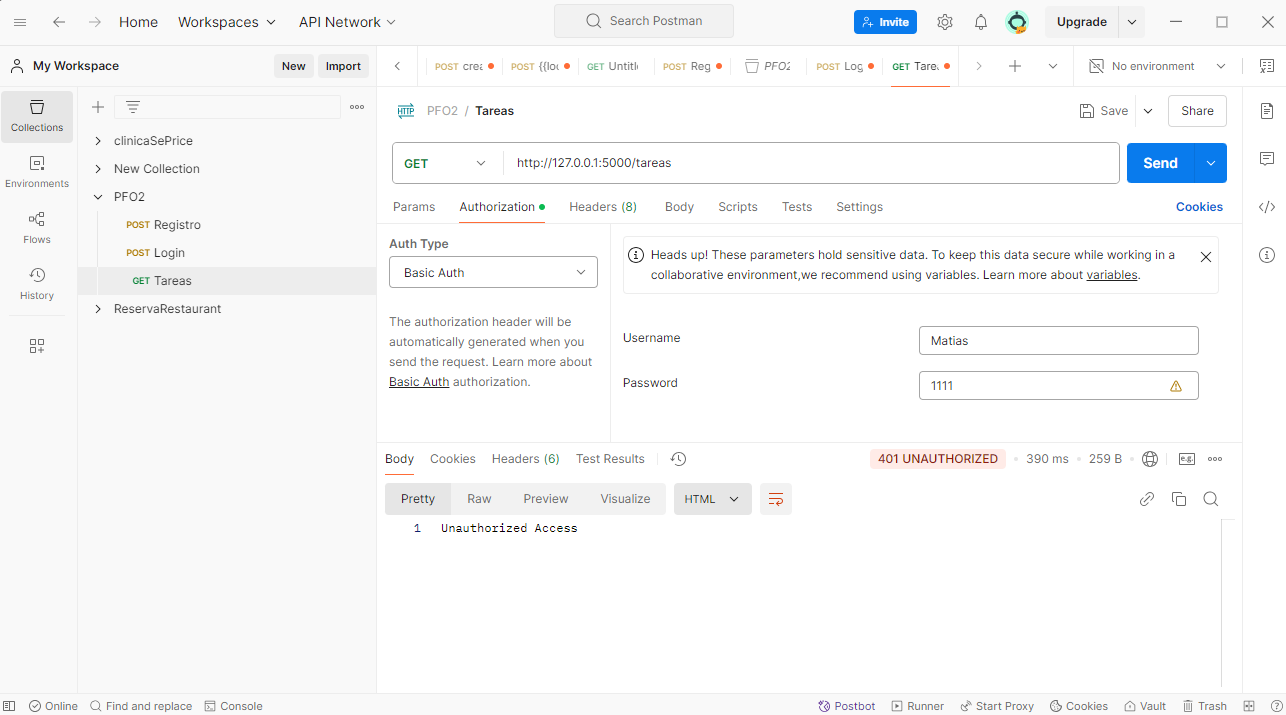 Home Workspaces API Network Search Postman Invite Upgrade
My Workspace New Import
POST crea POST {{loc GET Untitle POST Reg PFO2 POST Log GET Tarea No environment
Collections
Environments
Flows
History
clinicaSePrice
New Collection
PFO2
POST Registro
POST Login
GET Tareas
ReservaRestaurant
HTTP PFO2 / Tareas Save Share
GET http://127.0.0.1:5000/tareas Send
Params Authorization Headers (8) Body Scripts Tests Settings Cookies
Auth Type
Basic Auth
The authorization header will be
automatically generated when you
send the request. Learn more about
Basic Auth authorization.
Heads up! These parameters hold sensitive data. To keep this data secure while working in a
collaborative environment,we recommend using variables. Learn more about variables.
Username Matias
Password 1111
Body Cookies Headers (6) Test Results 401 UNAUTHORIZED 390 ms 259 B e.g.
Pretty Raw Preview Visualize HTML
1 Unauthorized Access
Online Find and replace Console Postbot Runner Start Proxy Cookies Vault Trash